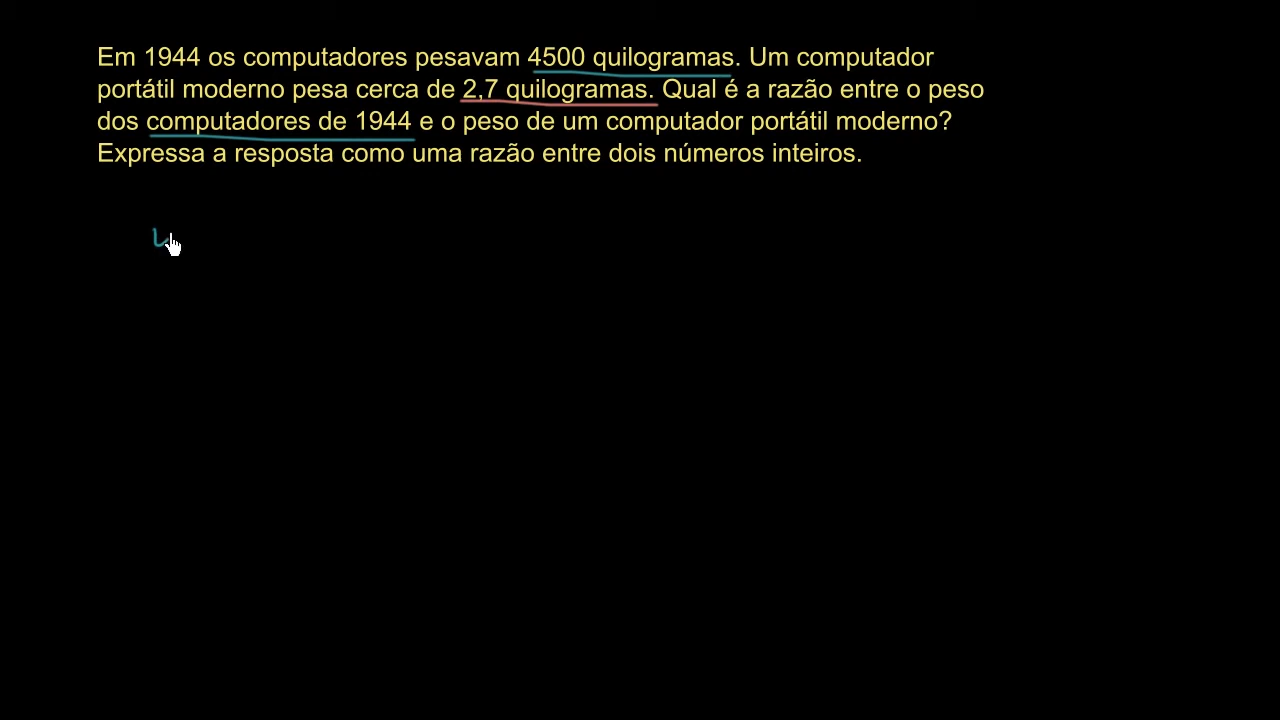 Em 1944 os computadores pesavam 4500 quilogramas. Um computador
portátil moderno pesa cerca de 2,7 quilogramas. Qual é a razão entre o peso
dos computadores de 1944 e o peso de um computador portátil moderno?
Expressa a resposta como uma razão entre dois números inteiros.